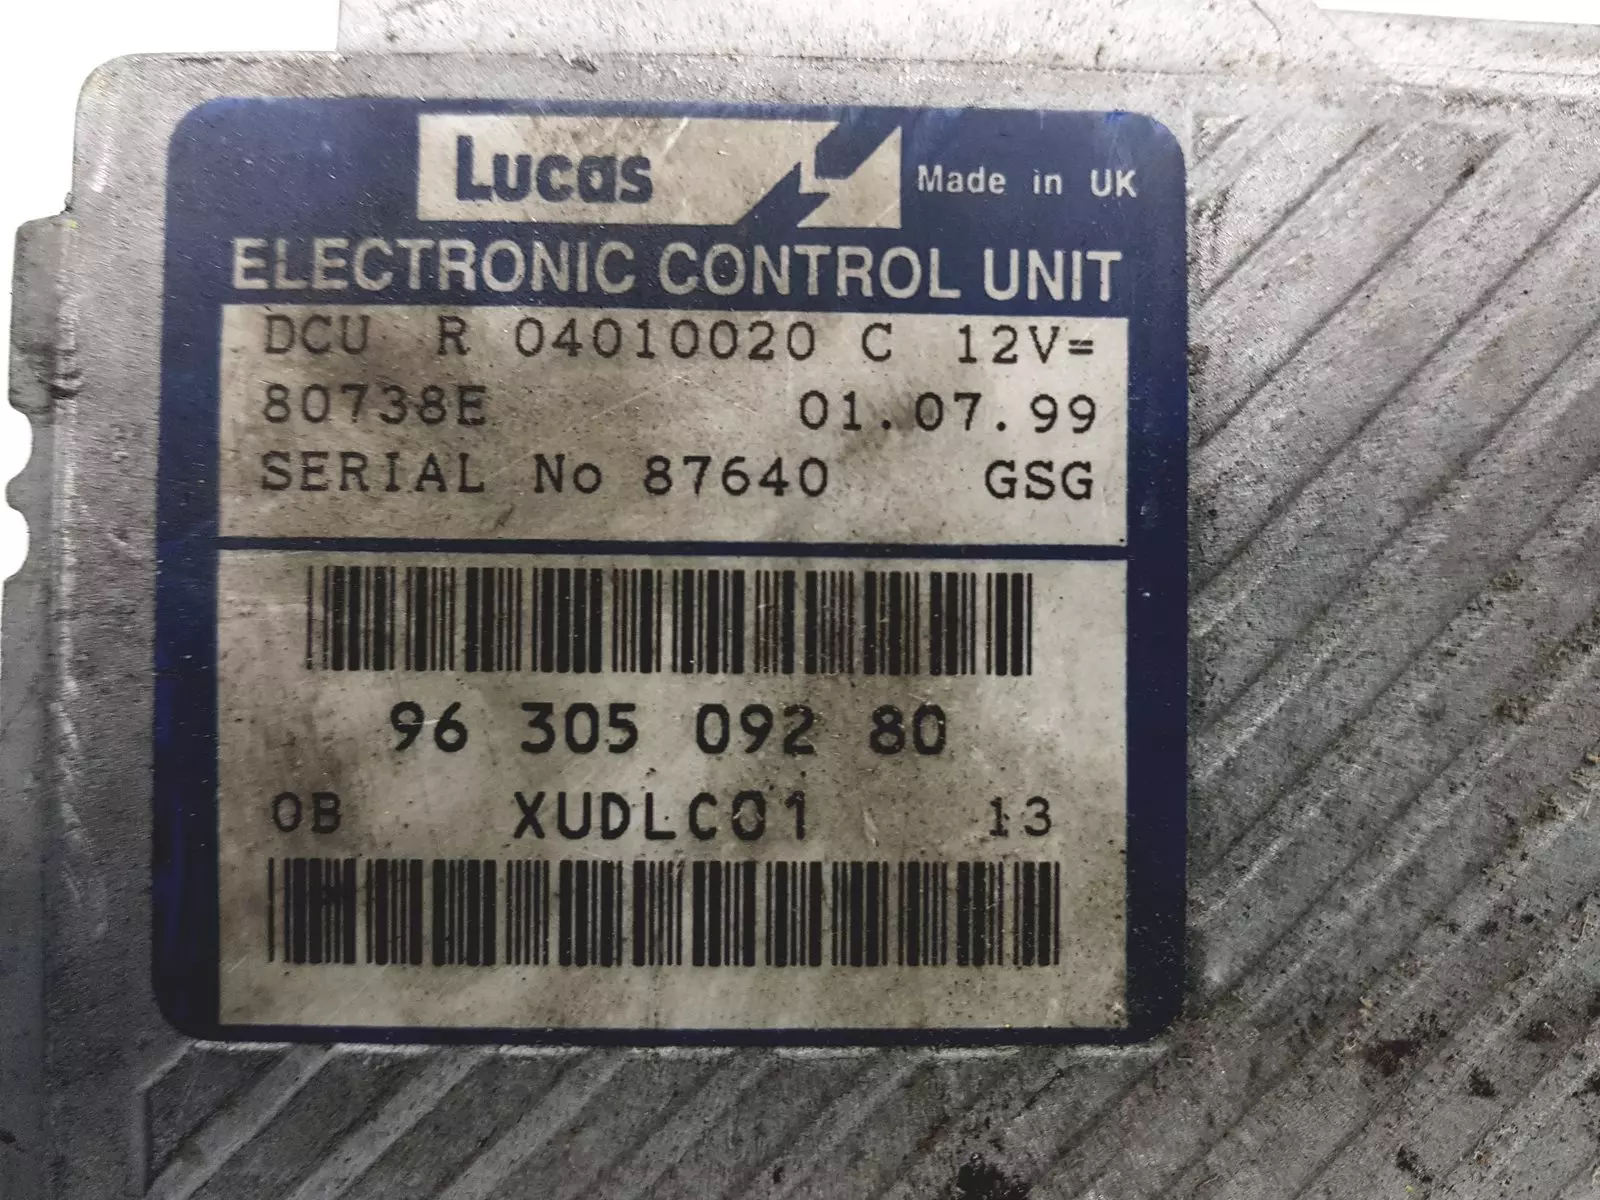 Lucas Made in UK
ELECTRONIC CONTROL UNIT
DCU R 04010020 C 12V=
80738E 01.07.99
SERIAL No 87640 GSG
96 305 092 80
0B XUDLC01 13